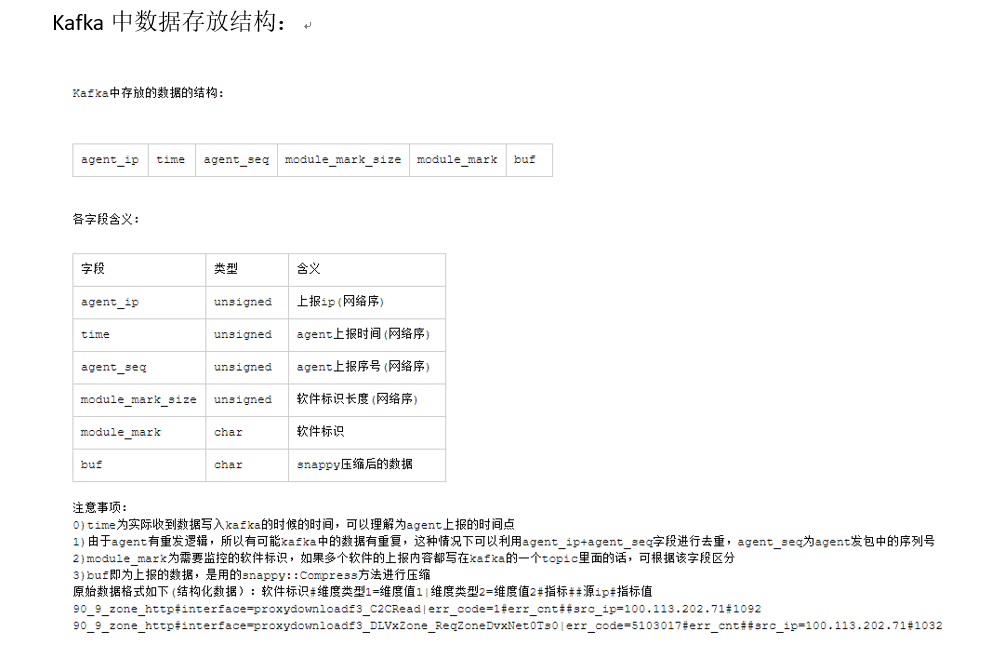 Kafka 中数据存放结构：
Kafka中存放的数据的结构:
agent_ip time agent_seq module_mark_size module_mark buf
各字段含义:
字段 类型 含义
agent_ip unsigned 上报ip(网络序)
time unsigned agent上报时间(网络序)
agent_seq unsigned agent上报序号(网络序)
module_mark_size unsigned 软件标识长度(网络序)
module_mark char 软件标识
buf char snappy压缩后的数据
注意事项:
0)time为实际收到数据写入kafka的时候的时间，可以理解为agent上报的时间点
1)由于agent有重发逻辑，所以有可能kafka中的数据有重复，这种情况下可以利用agent_ip+agent_seq字段进行去重，agent_seq为agent发包中的序列号
2)module_mark为需要监控的软件标识，如果多个软件的上报内容都写在kafka的一个topic里面的话，可根据该字段区分
3)buf即为上报的数据，是用的snappy::Compress方法进行压缩
原始数据格式如下(结构化数据)：软件标识#维度类型1=维度值1|维度类型2=维度值2#指标##源ip#指标值
90_9_zone_http#interface=proxydownloadf3_C2CRead|err_code=1#err_cnt##src_ip=100.113.202.71#1092
90_9_zone_http#interface=proxydownloadf3_DLVxZone_ReqZoneDvxNet0Ts0|err_code=5103017#err_cnt##src_ip=100.113.202.71#1032